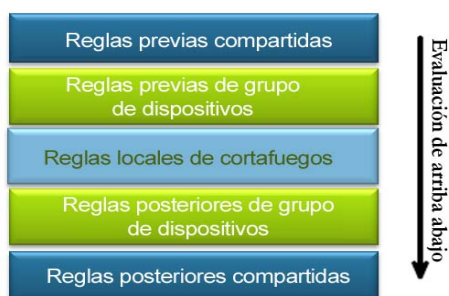 Reglas previas compartidas
Reglas previas de grupo
de dispositivos
Reglas locales de cortafuegos
Reglas posteriores de grupo
de dispositivos
Reglas posteriores compartidas
Evaluación de arriba abajo